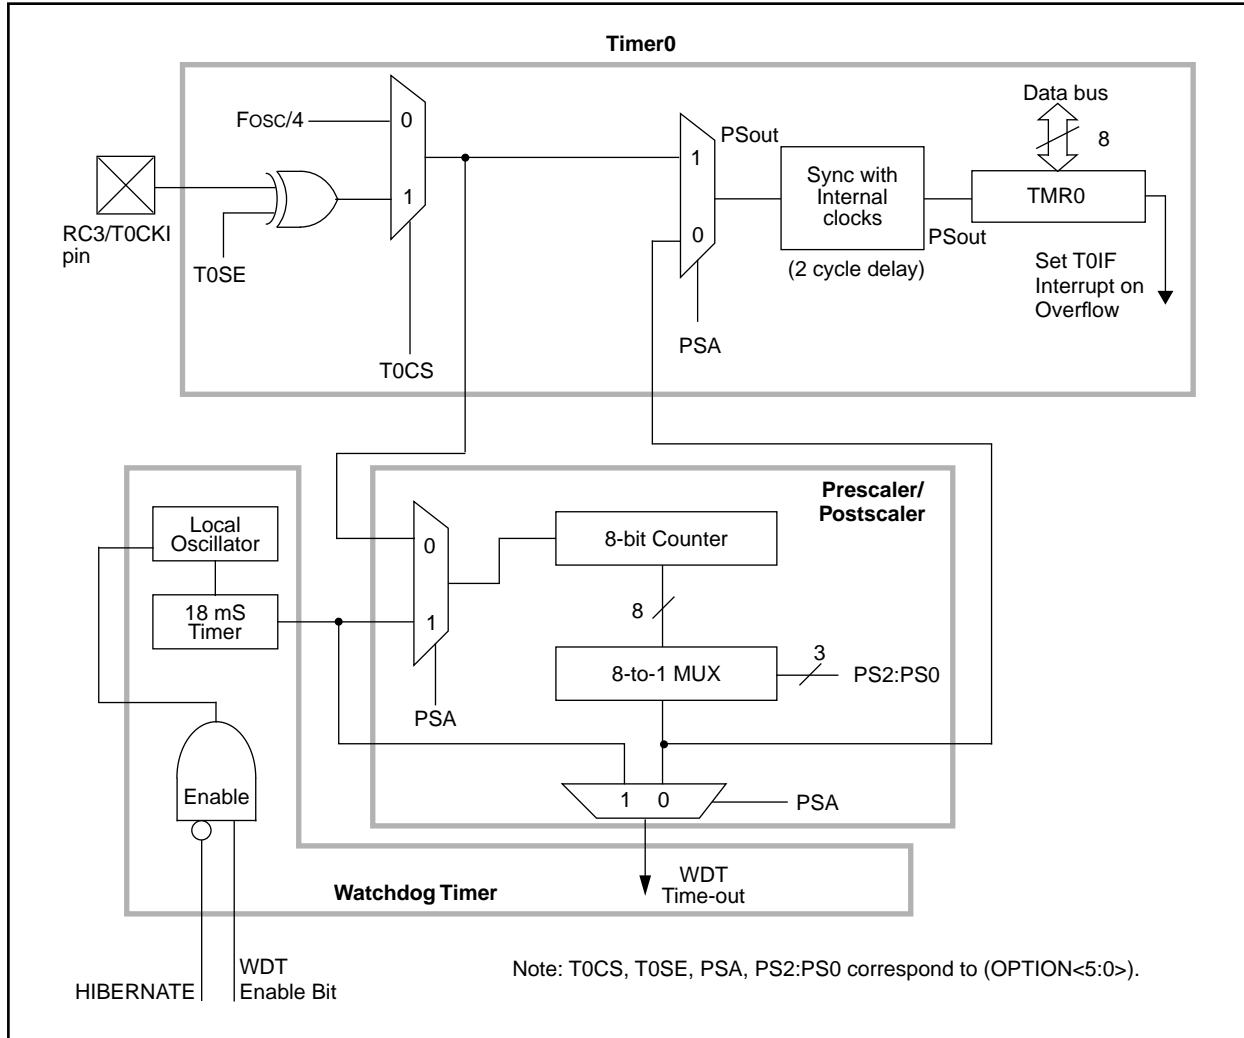 Timer0
Data bus
FOSC/4
0
PSout
8
1
Sync with
Internal
clocks
TMR0
1
RC3/T0CKI
pin
0
PSout
T0SE
(2 cycle delay)
Set T0IF
Interrupt on
Overflow
PSA
T0CS
Prescaler/
Postscaler
Local
Oscillator
0
8-bit Counter
18 mS
Timer
1
8
8-to-1 MUX
3
PS2:PS0
PSA
Enable
1 0
PSA
WDT
Time-out
Watchdog Timer
WDT
Enable Bit
HIBERNATE
Note: T0CS, T0SE, PSA, PS2:PS0 correspond to (OPTION<5:0>).